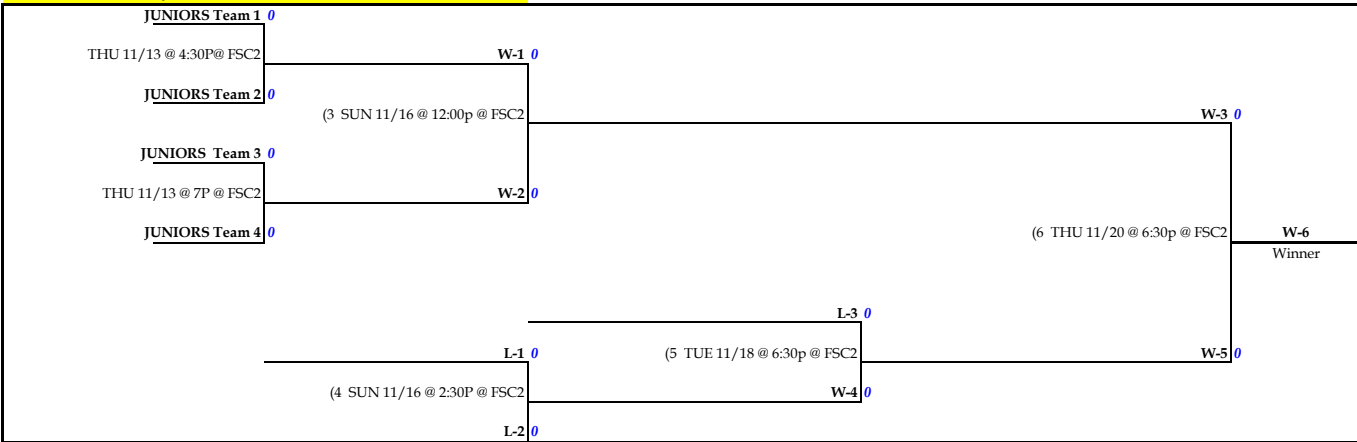 JUNIORS Team 1 0
THU 11/13 @ 4:30P@ FSC2
W-1 0
JUNIORS Team 2 0
(3 SUN 11/16 @ 12:00p @ FSC2
W-3 0
JUNIORS Team 3 0
THU 11/13 @ 7P @ FSC2
W-2 0
JUNIORS Team 4 0
(6 THU 11/20 @ 6:30p @ FSC2
W-6
Winner
L-3 0
L-1 0
(5 TUE 11/18 @ 6:30p @ FSC2
W-5 0
(4 SUN 11/16 @ 2:30P @ FSC2
W-4 0
L-2 0